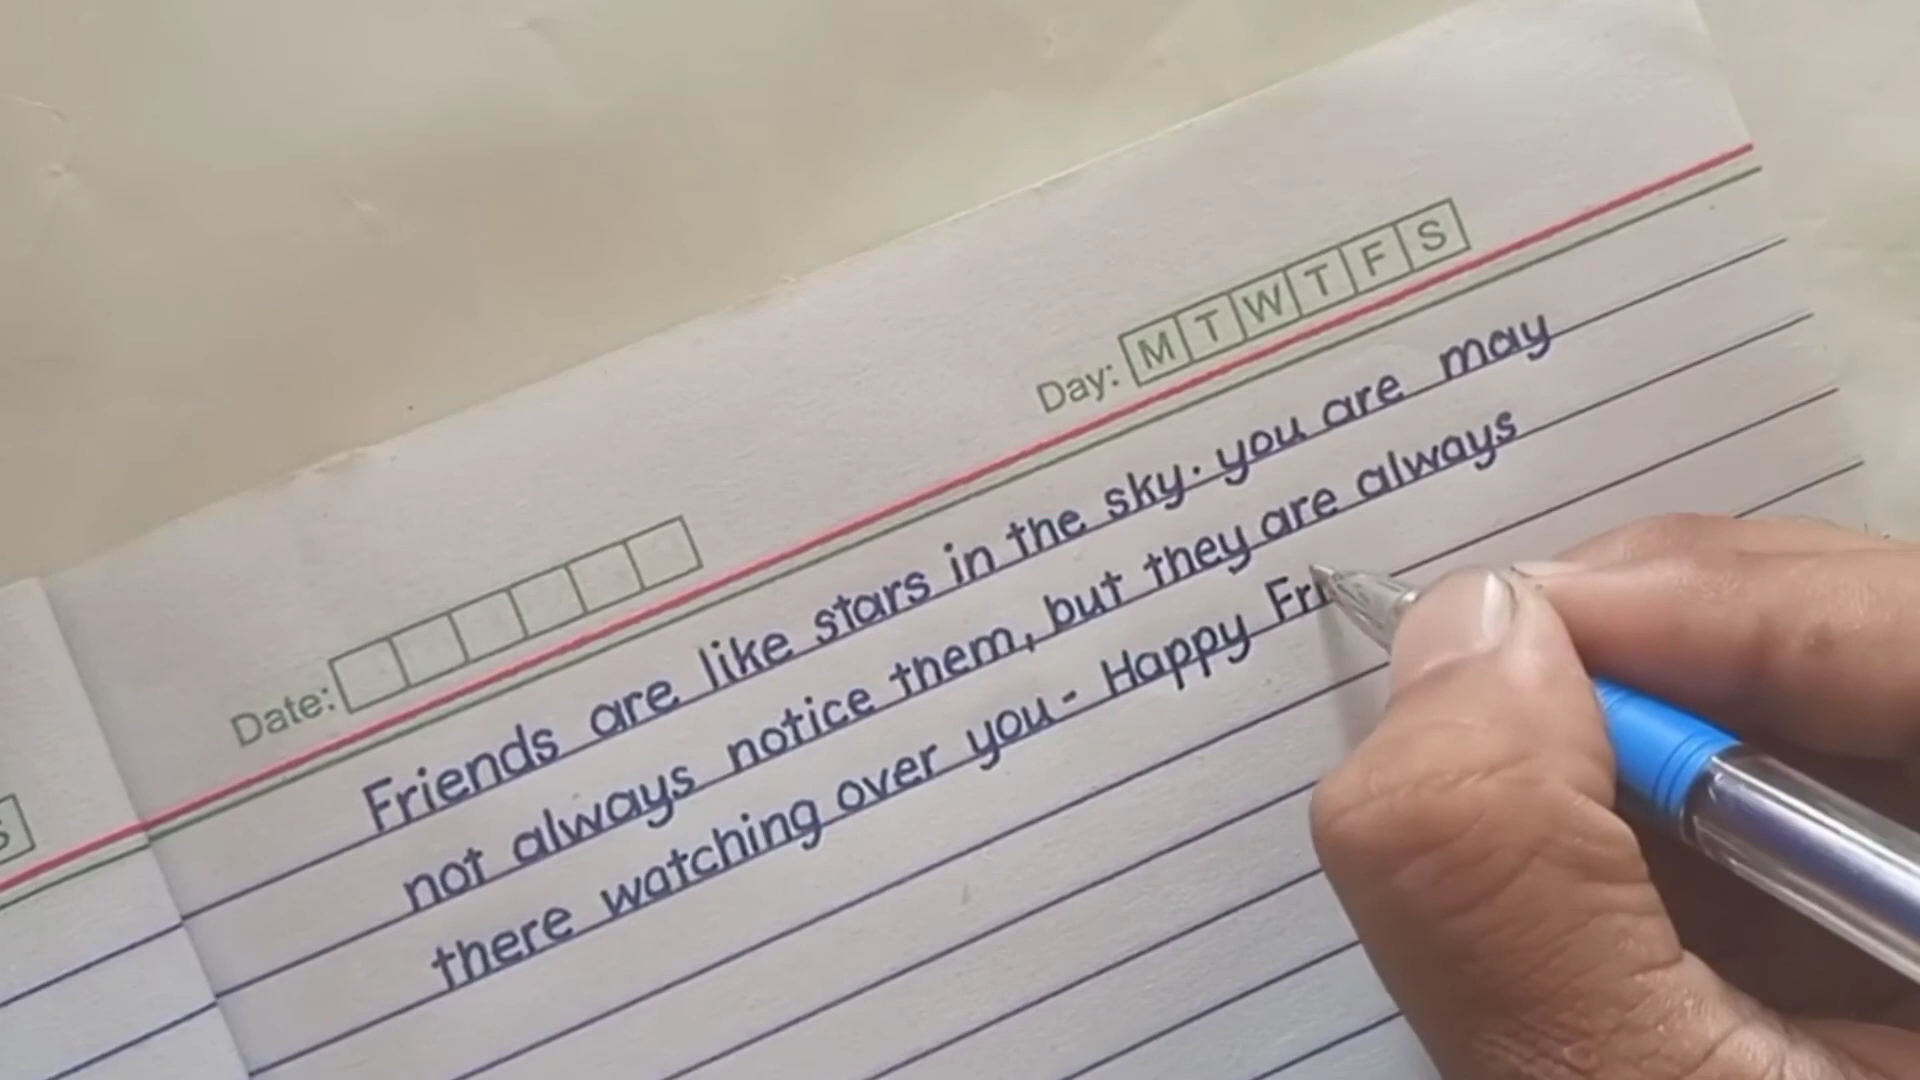 Day: M T W T F S
Date:
Friends are like stars in the sky. you are may
not always notice them, but they are always
there watching over you - Happy Fri